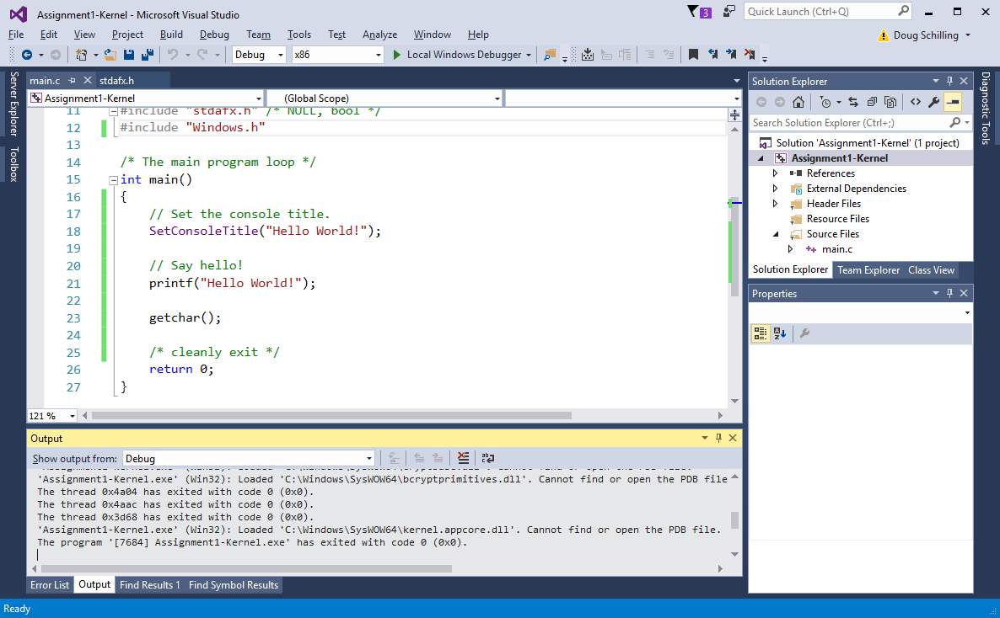 Assignment1-Kernel - Microsoft Visual Studio
3
Quick Launch (Ctrl+Q)
File Edit View Project Build Debug Team Tools Test Analyze Window Help
Doug Schilling
Debug x86 Local Windows Debugger
Server Explorer
Toolbox
main.c stdafx.h
Assignment1-Kernel (Global Scope)
11 #include "stdafx.h" /* NULL, bool */
12 #include "Windows.h"
13
14 /* The main program loop */
15 int main()
16 {
17 // Set the console title.
18 SetConsoleTitle("Hello World!");
19
20 // Say hello!
21 printf("Hello World!");
22
23 getchar();
24
25 /* cleanly exit */
26 return 0;
27 }
121 %
Output
Show output from: Debug
'Assignment1-Kernel.exe' (Win32): Loaded 'C:\Windows\SysWOW64\cryptbase.dll'. Cannot find or open the PDB file.
'Assignment1-Kernel.exe' (Win32): Loaded 'C:\Windows\SysWOW64\bcryptprimitives.dll'. Cannot find or open the PDB file
The thread 0x4a04 has exited with code 0 (0x0).
The thread 0x4aac has exited with code 0 (0x0).
The thread 0x3d68 has exited with code 0 (0x0).
'Assignment1-Kernel.exe' (Win32): Loaded 'C:\Windows\SysWOW64\kernel.appcore.dll'. Cannot find or open the PDB file.
The program '[7684] Assignment1-Kernel.exe' has exited with code 0 (0x0).
Error List Output Find Results 1 Find Symbol Results
Solution Explorer
Search Solution Explorer (Ctrl+;)
Solution 'Assignment1-Kernel' (1 project)
Assignment1-Kernel
References
External Dependencies
Header Files
Resource Files
Source Files
main.c
Solution Explorer Team Explorer Class View
Properties
Diagnostic Tools
Ready